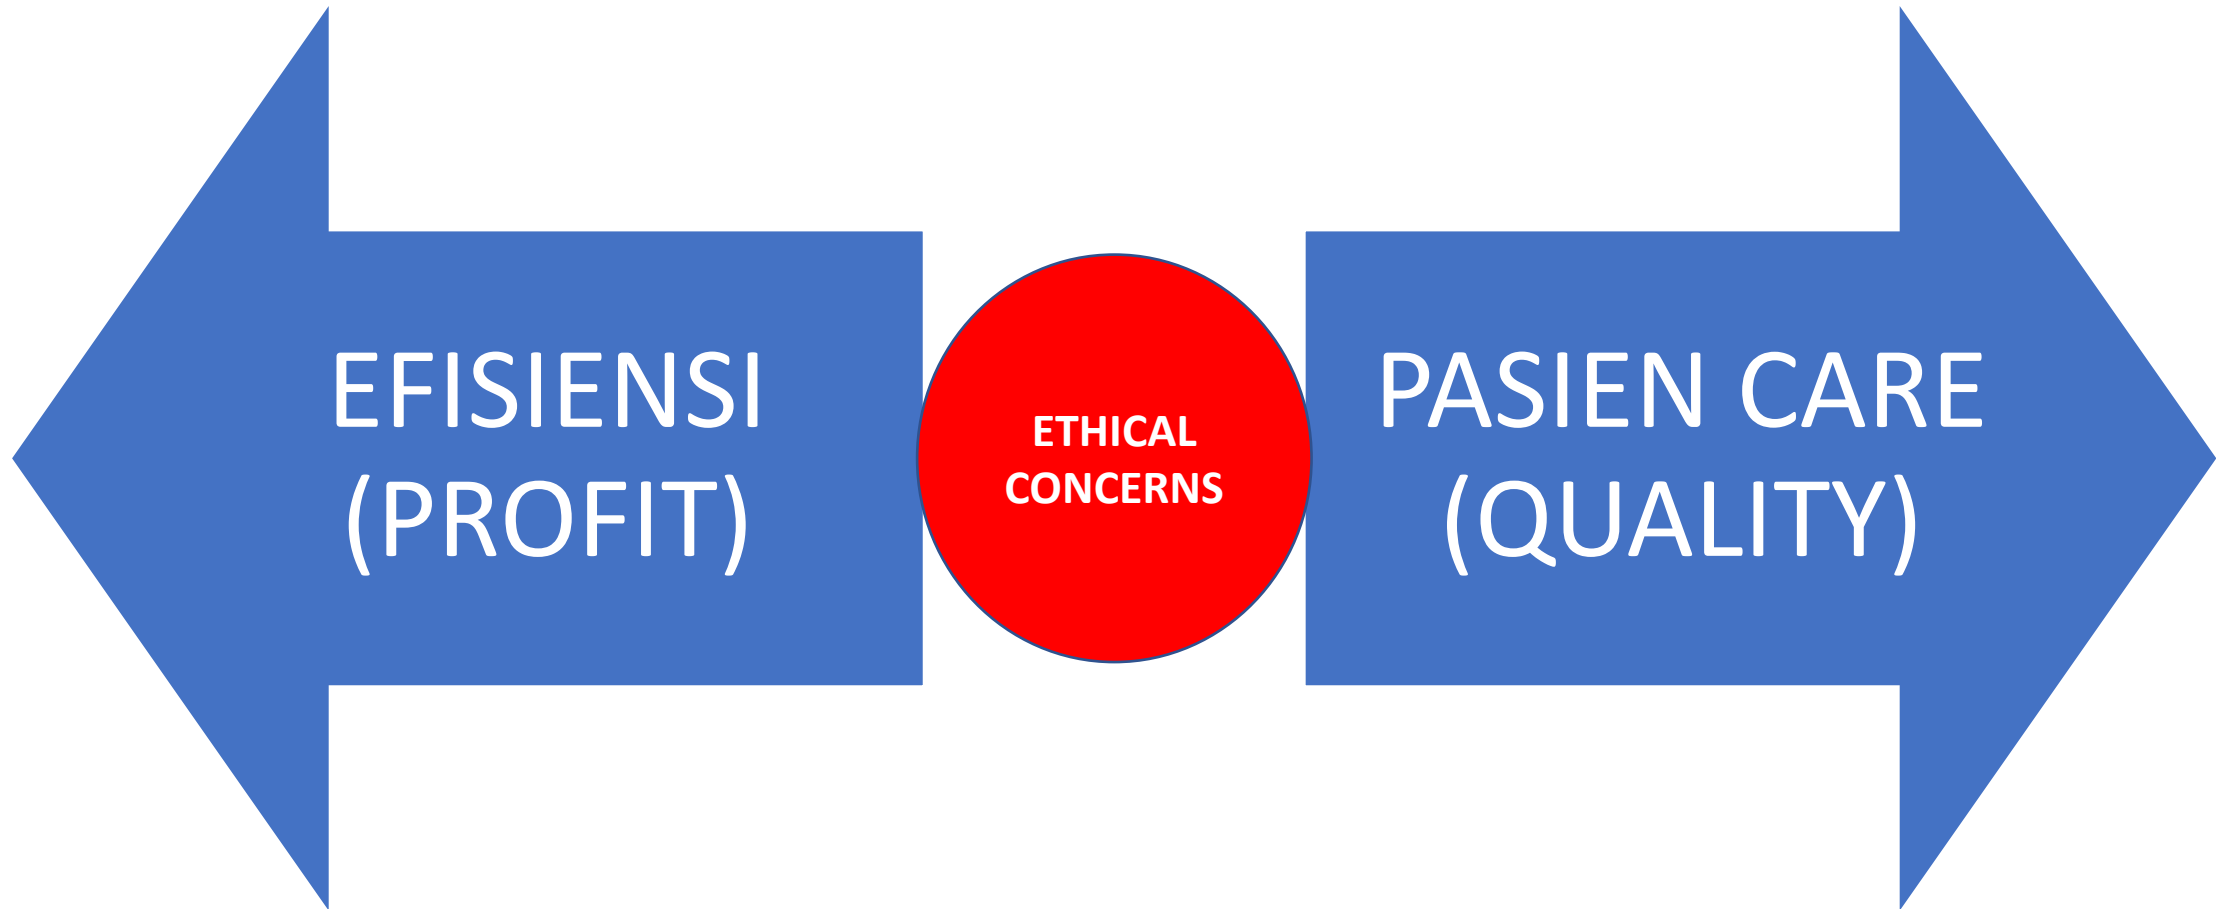 EFISIENSI
(PROFIT)
ETHICAL
CONCERNS
PASIEN CARE
(QUALITY)